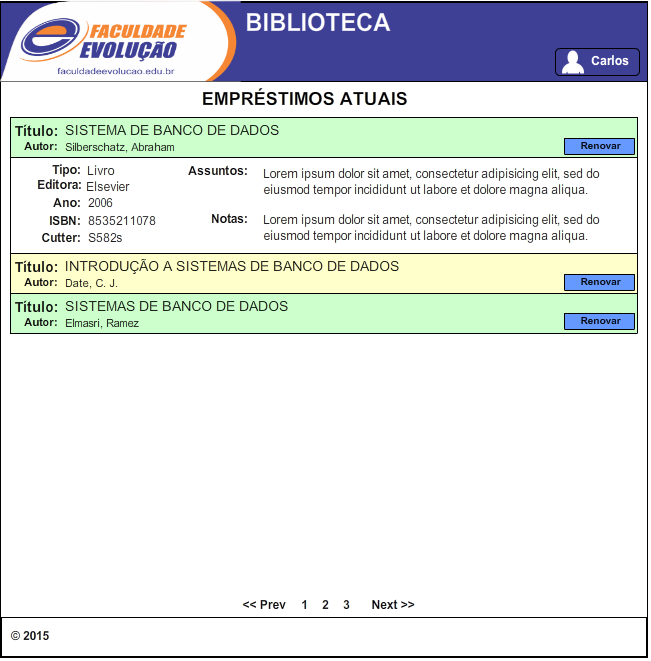 BIBLIOTECA
FACULDADE
EVOLUÇÃO
faculdadeevolucao.edu.br
Carlos
EMPRÉSTIMOS ATUAIS
Título: SISTEMA DE BANCO DE DADOS
Autor: Silberschatz, Abraham
Renovar
Tipo: Livro
Editora: Elsevier
Ano: 2006
ISBN: 8535211078
Cutter: S582s
Assuntos: Lorem ipsum dolor sit amet, consectetur adipisicing elit, sed do
eiusmod tempor incididunt ut labore et dolore magna aliqua.
Notas: Lorem ipsum dolor sit amet, consectetur adipisicing elit, sed do
eiusmod tempor incididunt ut labore et dolore magna aliqua.
Título: INTRODUÇÃO A SISTEMAS DE BANCO DE DADOS
Autor: Date, C. J.
Renovar
Título: SISTEMAS DE BANCO DE DADOS
Autor: Elmasri, Ramez
Renovar
<< Prev 1 2 3 Next >>
© 2015